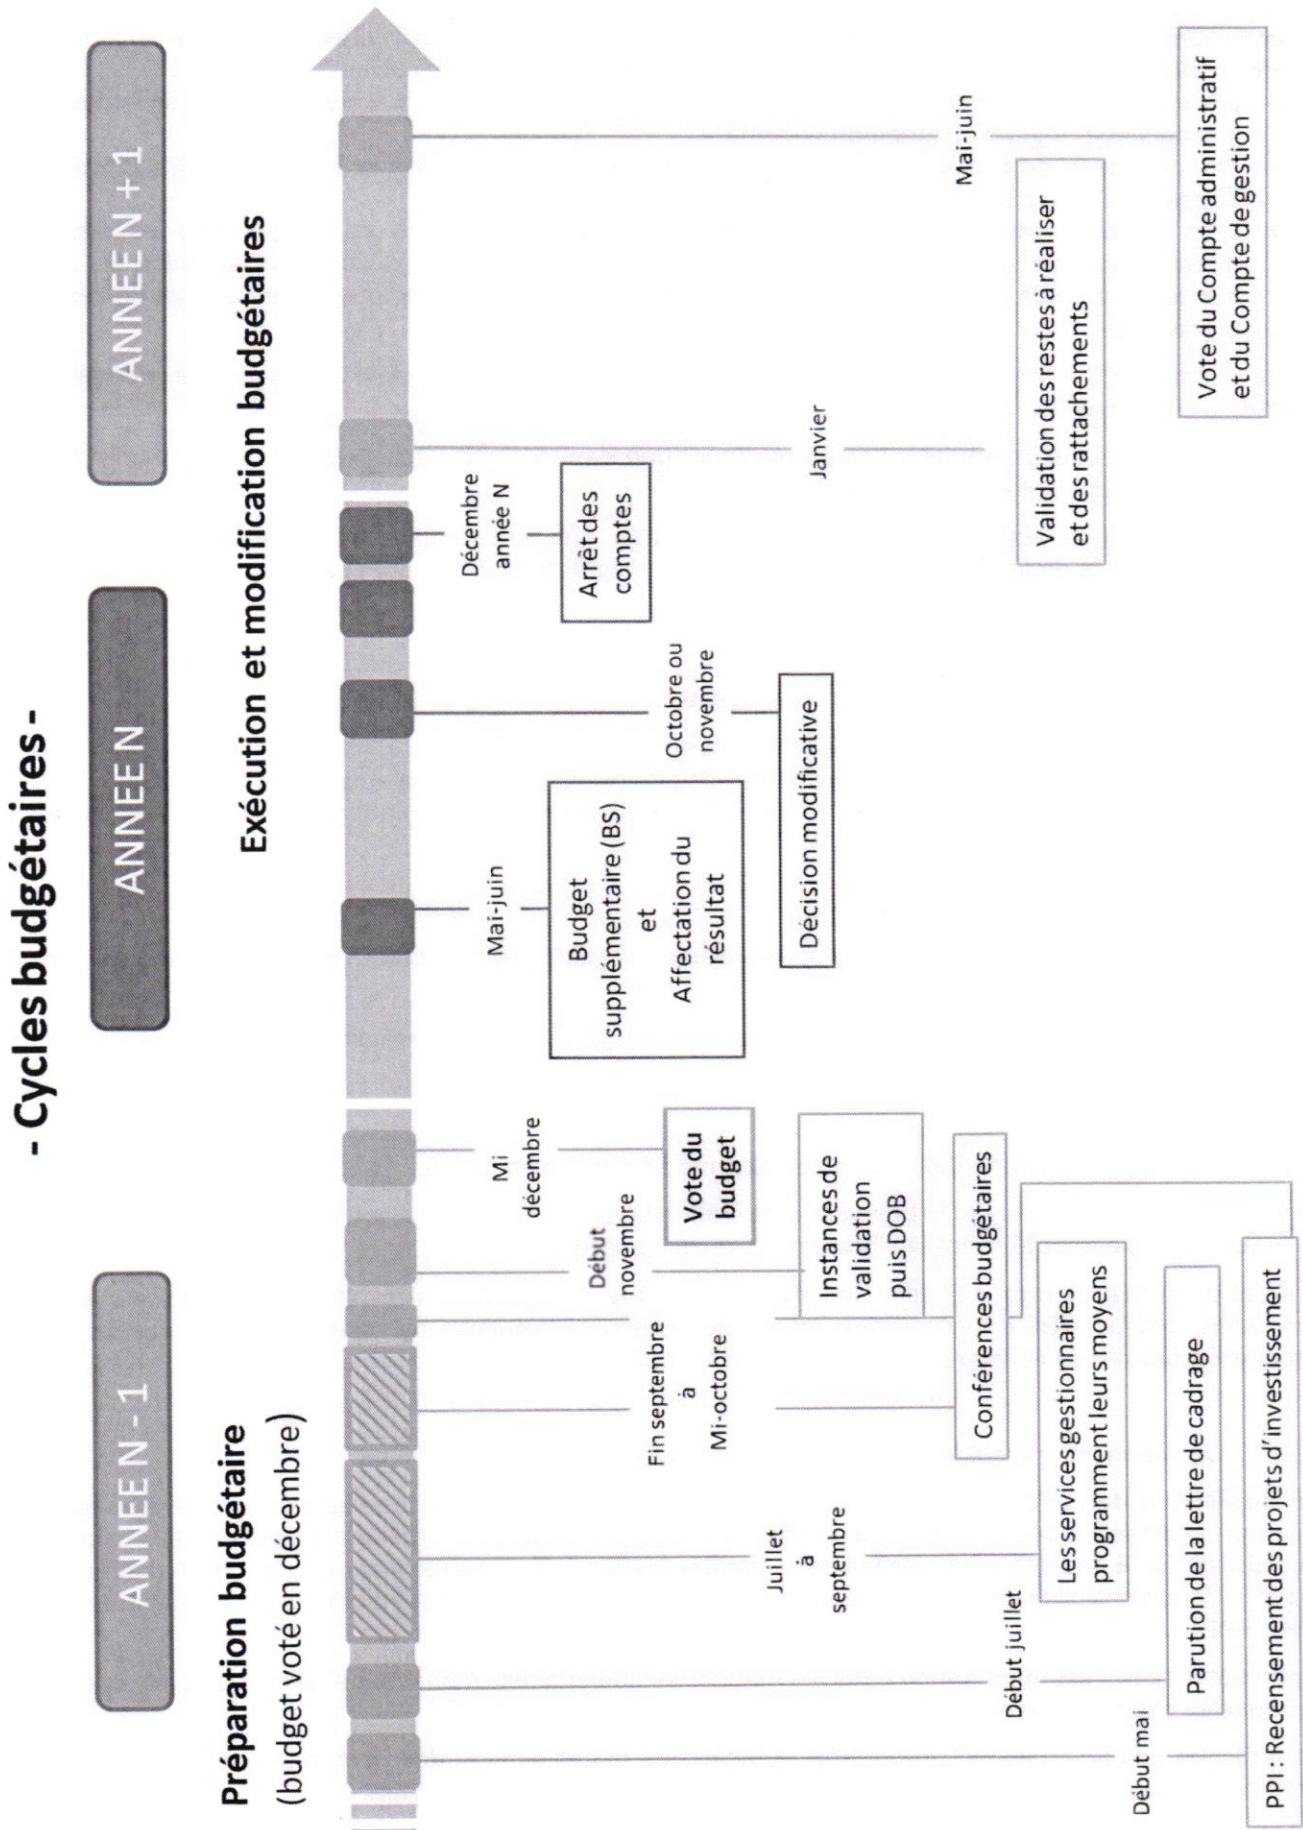 - Cycles budgétaires -
ANNEE N - 1
ANNEE N
ANNEE N + 1
Préparation budgétaire
(budget voté en décembre)
Exécution et modification budgétaires
Début mai
PPI : Recensement des projets d'investissement
Début juillet
Parution de la lettre de cadrage
Juillet
à
septembre
Les services gestionnaires
programment leurs moyens
Fin septembre
à
Mi-octobre
Conférences budgétaires
Début
novembre
Instances de
validation
puis DOB
Mi
décembre
Vote du
budget
Mai-juin
Budget
supplémentaire (BS)
et
Affectation du
résultat
Octobre ou
novembre
Décision modificative
Décembre
année N
Arrêt des
comptes
Janvier
Validation des restes à réaliser
et des rattachements
Mai-juin
Vote du Compte administratif
et du Compte de gestion